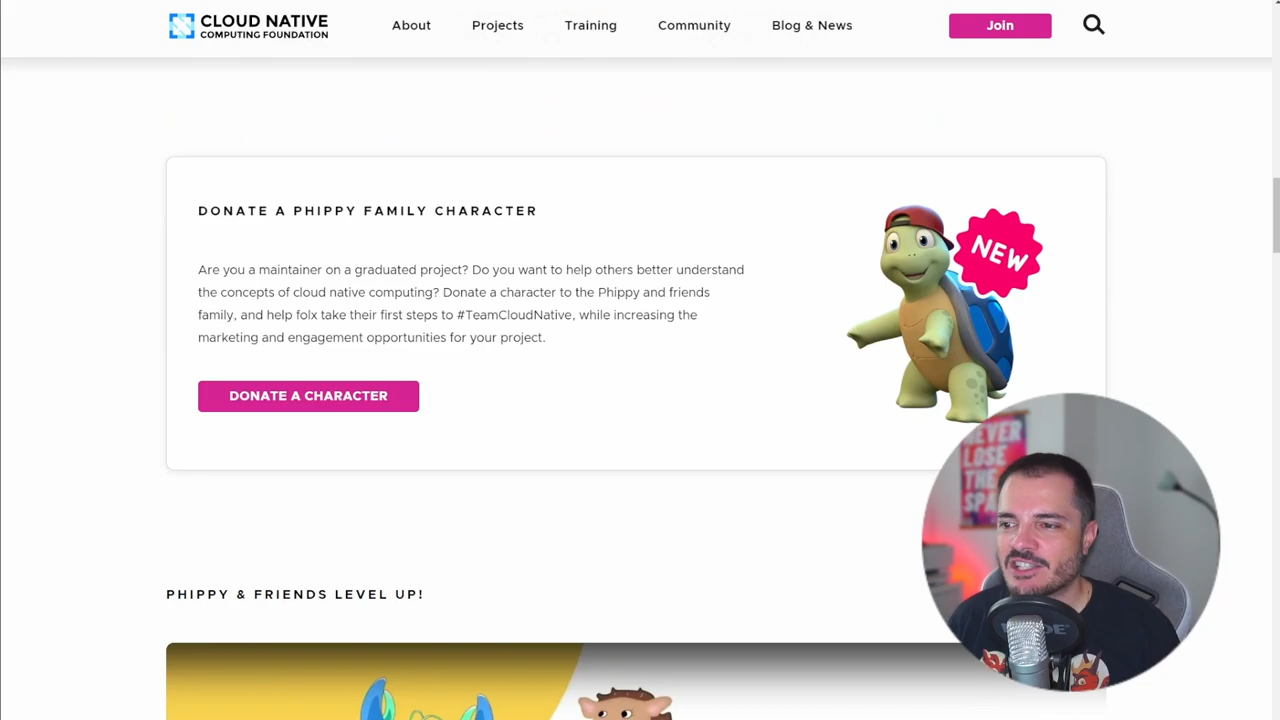 CLOUD NATIVE
COMPUTING FOUNDATION
About
Projects
Training
Community
Blog & News
Join
DONATE A PHIPPY FAMILY CHARACTER
NEW
Are you a maintainer on a graduated project? Do you want to help others better understand
the concepts of cloud native computing? Donate a character to the Phippy and friends
family, and help folx take their first steps to #TeamCloudNative, while increasing the
marketing and engagement opportunities for your project.
DONATE A CHARACTER
NEVER
LOSE
THE
PHIPPY & FRIENDS LEVEL UP!